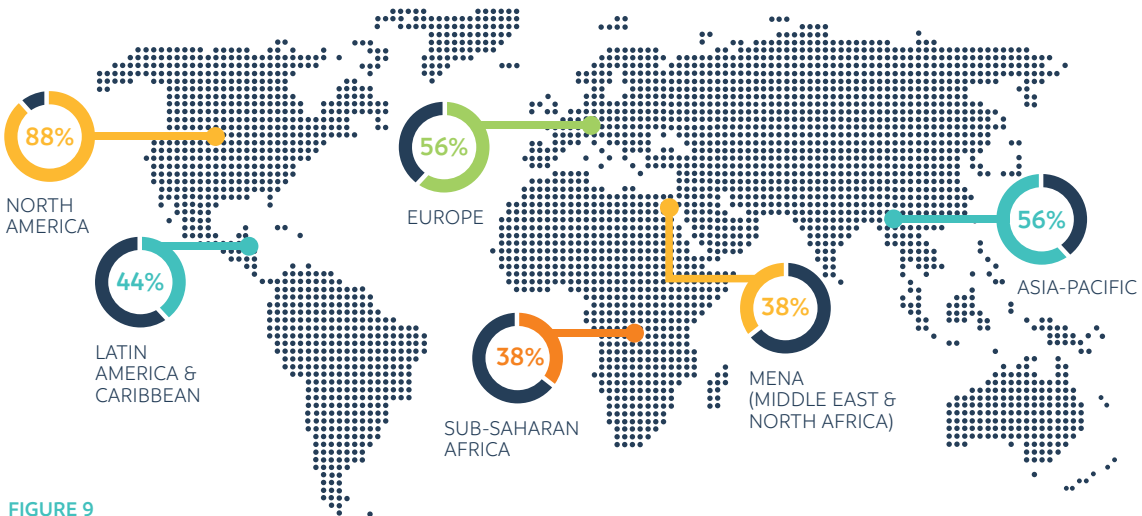 88%
NORTH
AMERICA
56%
EUROPE
56%
ASIA-PACIFIC
44%
LATIN
AMERICA &
CARIBBEAN
38%
SUB-SAHARAN
AFRICA
38%
MENA
(MIDDLE EAST &
NORTH AFRICA)
FIGURE 9